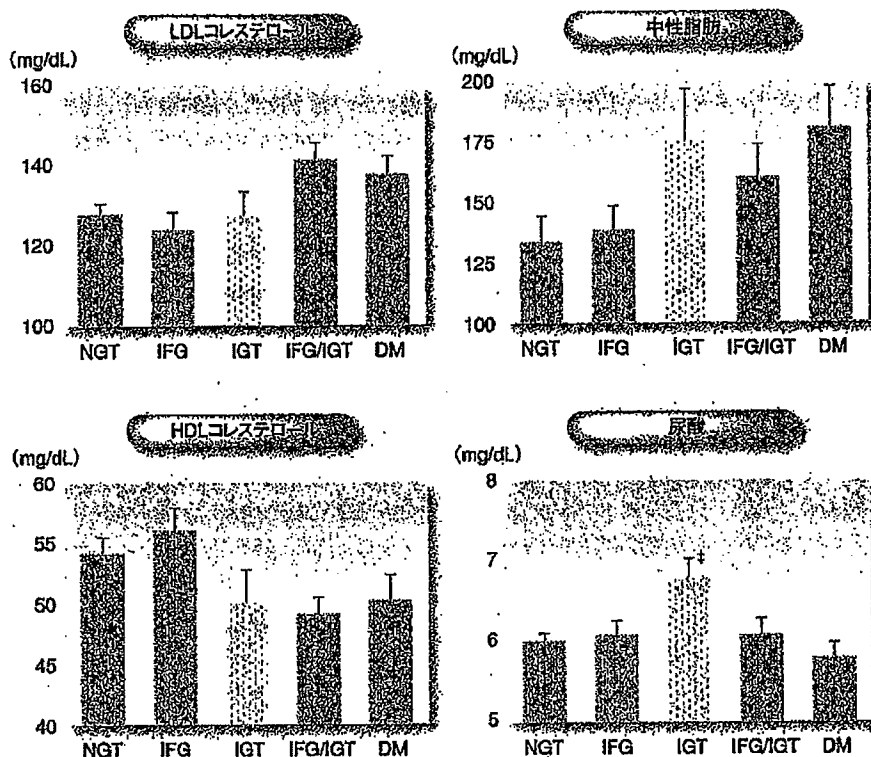 LDLコレステロール
(mg/dL)
160
140
120
100
NGT IFG IGT IFG/IGT DM
中性脂肪
(mg/dL)
200
175
150
125
100
NGT IFG IGT IFG/IGT DM
HDLコレステロール
(mg/dL)
60
55
50
45
40
NGT IFG IGT IFG/IGT DM
尿酸
(mg/dL)
8
7
6
5
‡
NGT IFG IGT IFG/IGT DM